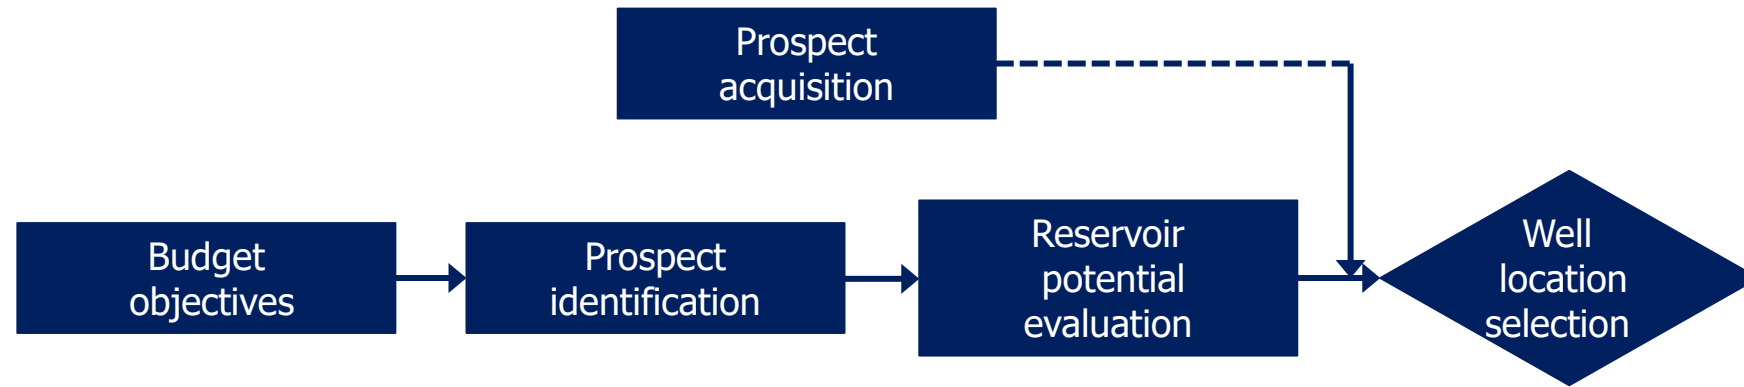 Prospect
acquisition
Budget
objectives
Prospect
identification
Reservoir
potential
evaluation
Well
location
selection